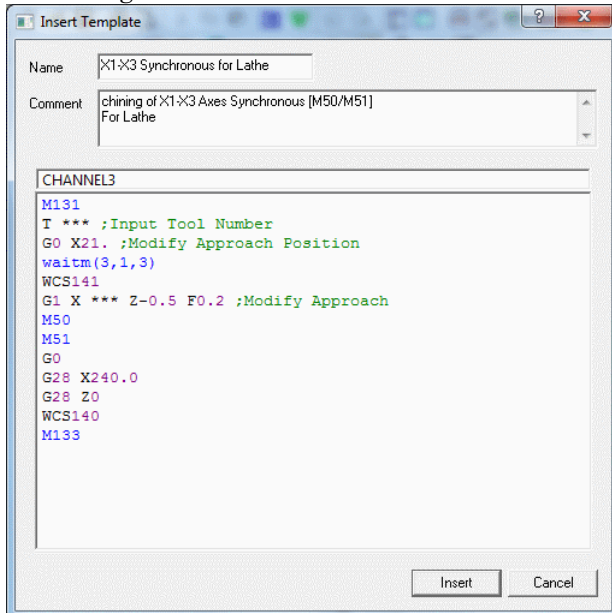 Insert Template
Name X1-X3 Synchronous for Lathe
Comment chining of X1-X3 Axes Synchronous [M50/M51]
For Lathe
CHANNEL3
M131
T *** ;Input Tool Number
G0 X21. ;Modify Approach Position
waitm(3,1,3)
WCS141
G1 X *** Z-0.5 F0.2 ;Modify Approach
M50
M51
G0
G28 X240.0
G28 Z0
WCS140
M133
Insert Cancel